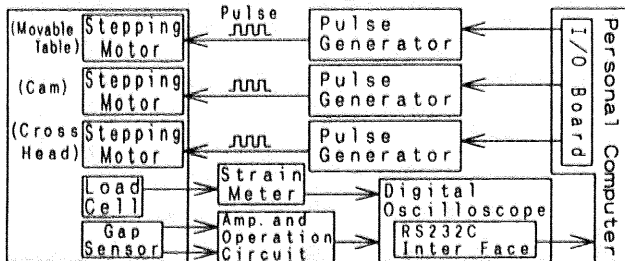 Pulse
(Movable
Table)
Stepping
Motor
Pulse
Generator
(Cam)
Stepping
Motor
Pulse
Generator
(Cross
Head)
Stepping
Motor
Pulse
Generator
I/O Board
Personal Computer
Load
Cell
Strain
Meter
Digital
Oscilloscope
Gap
Sensor
Amp. and
Operation
Circuit
RS232C
Inter Face